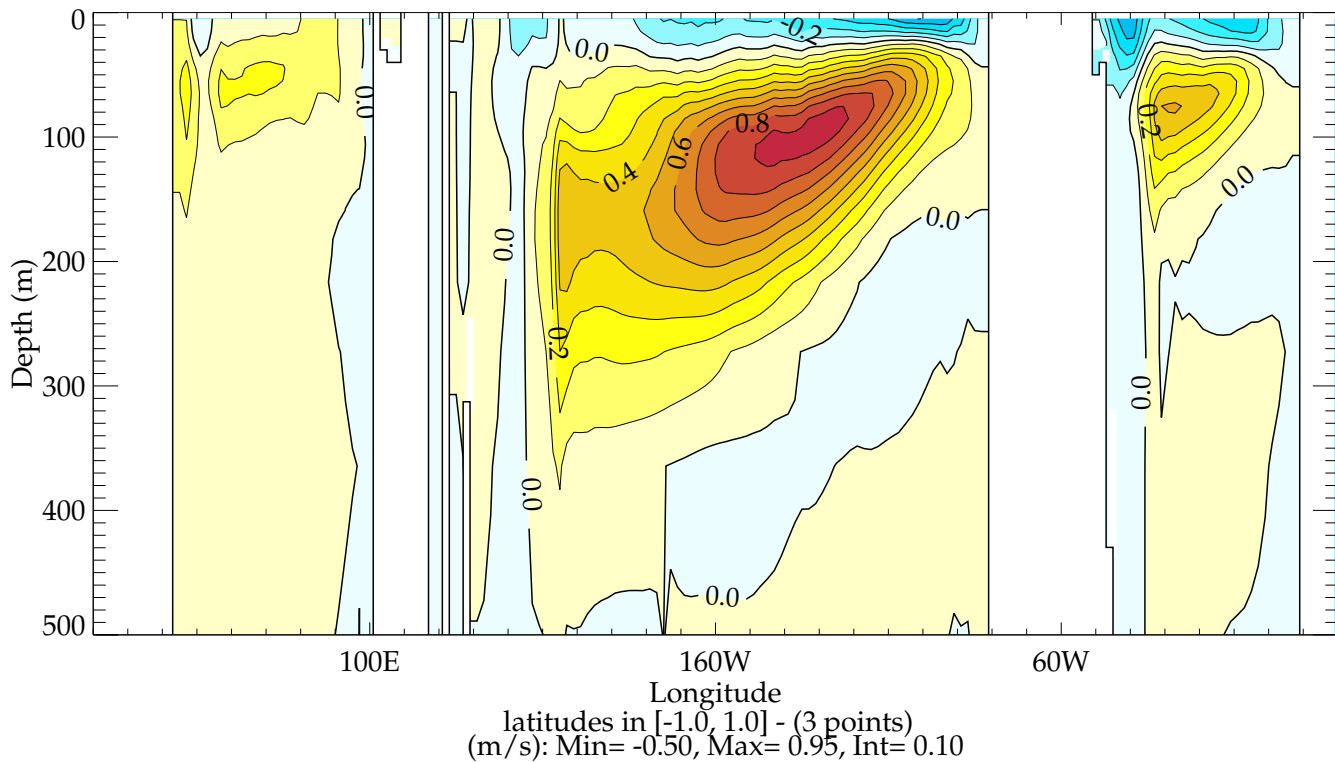 0
100
200
300
400
500
Depth (m)
-0.2
0.0
0.0
0.8
0.6
0.4
0.2
0.0
0.0
0.0
0.2
0.0
0.0
0.0
100E
160W
60W
Longitude
latitudes in [-1.0, 1.0] - (3 points)
(m/s): Min= -0.50, Max= 0.95, Int= 0.10